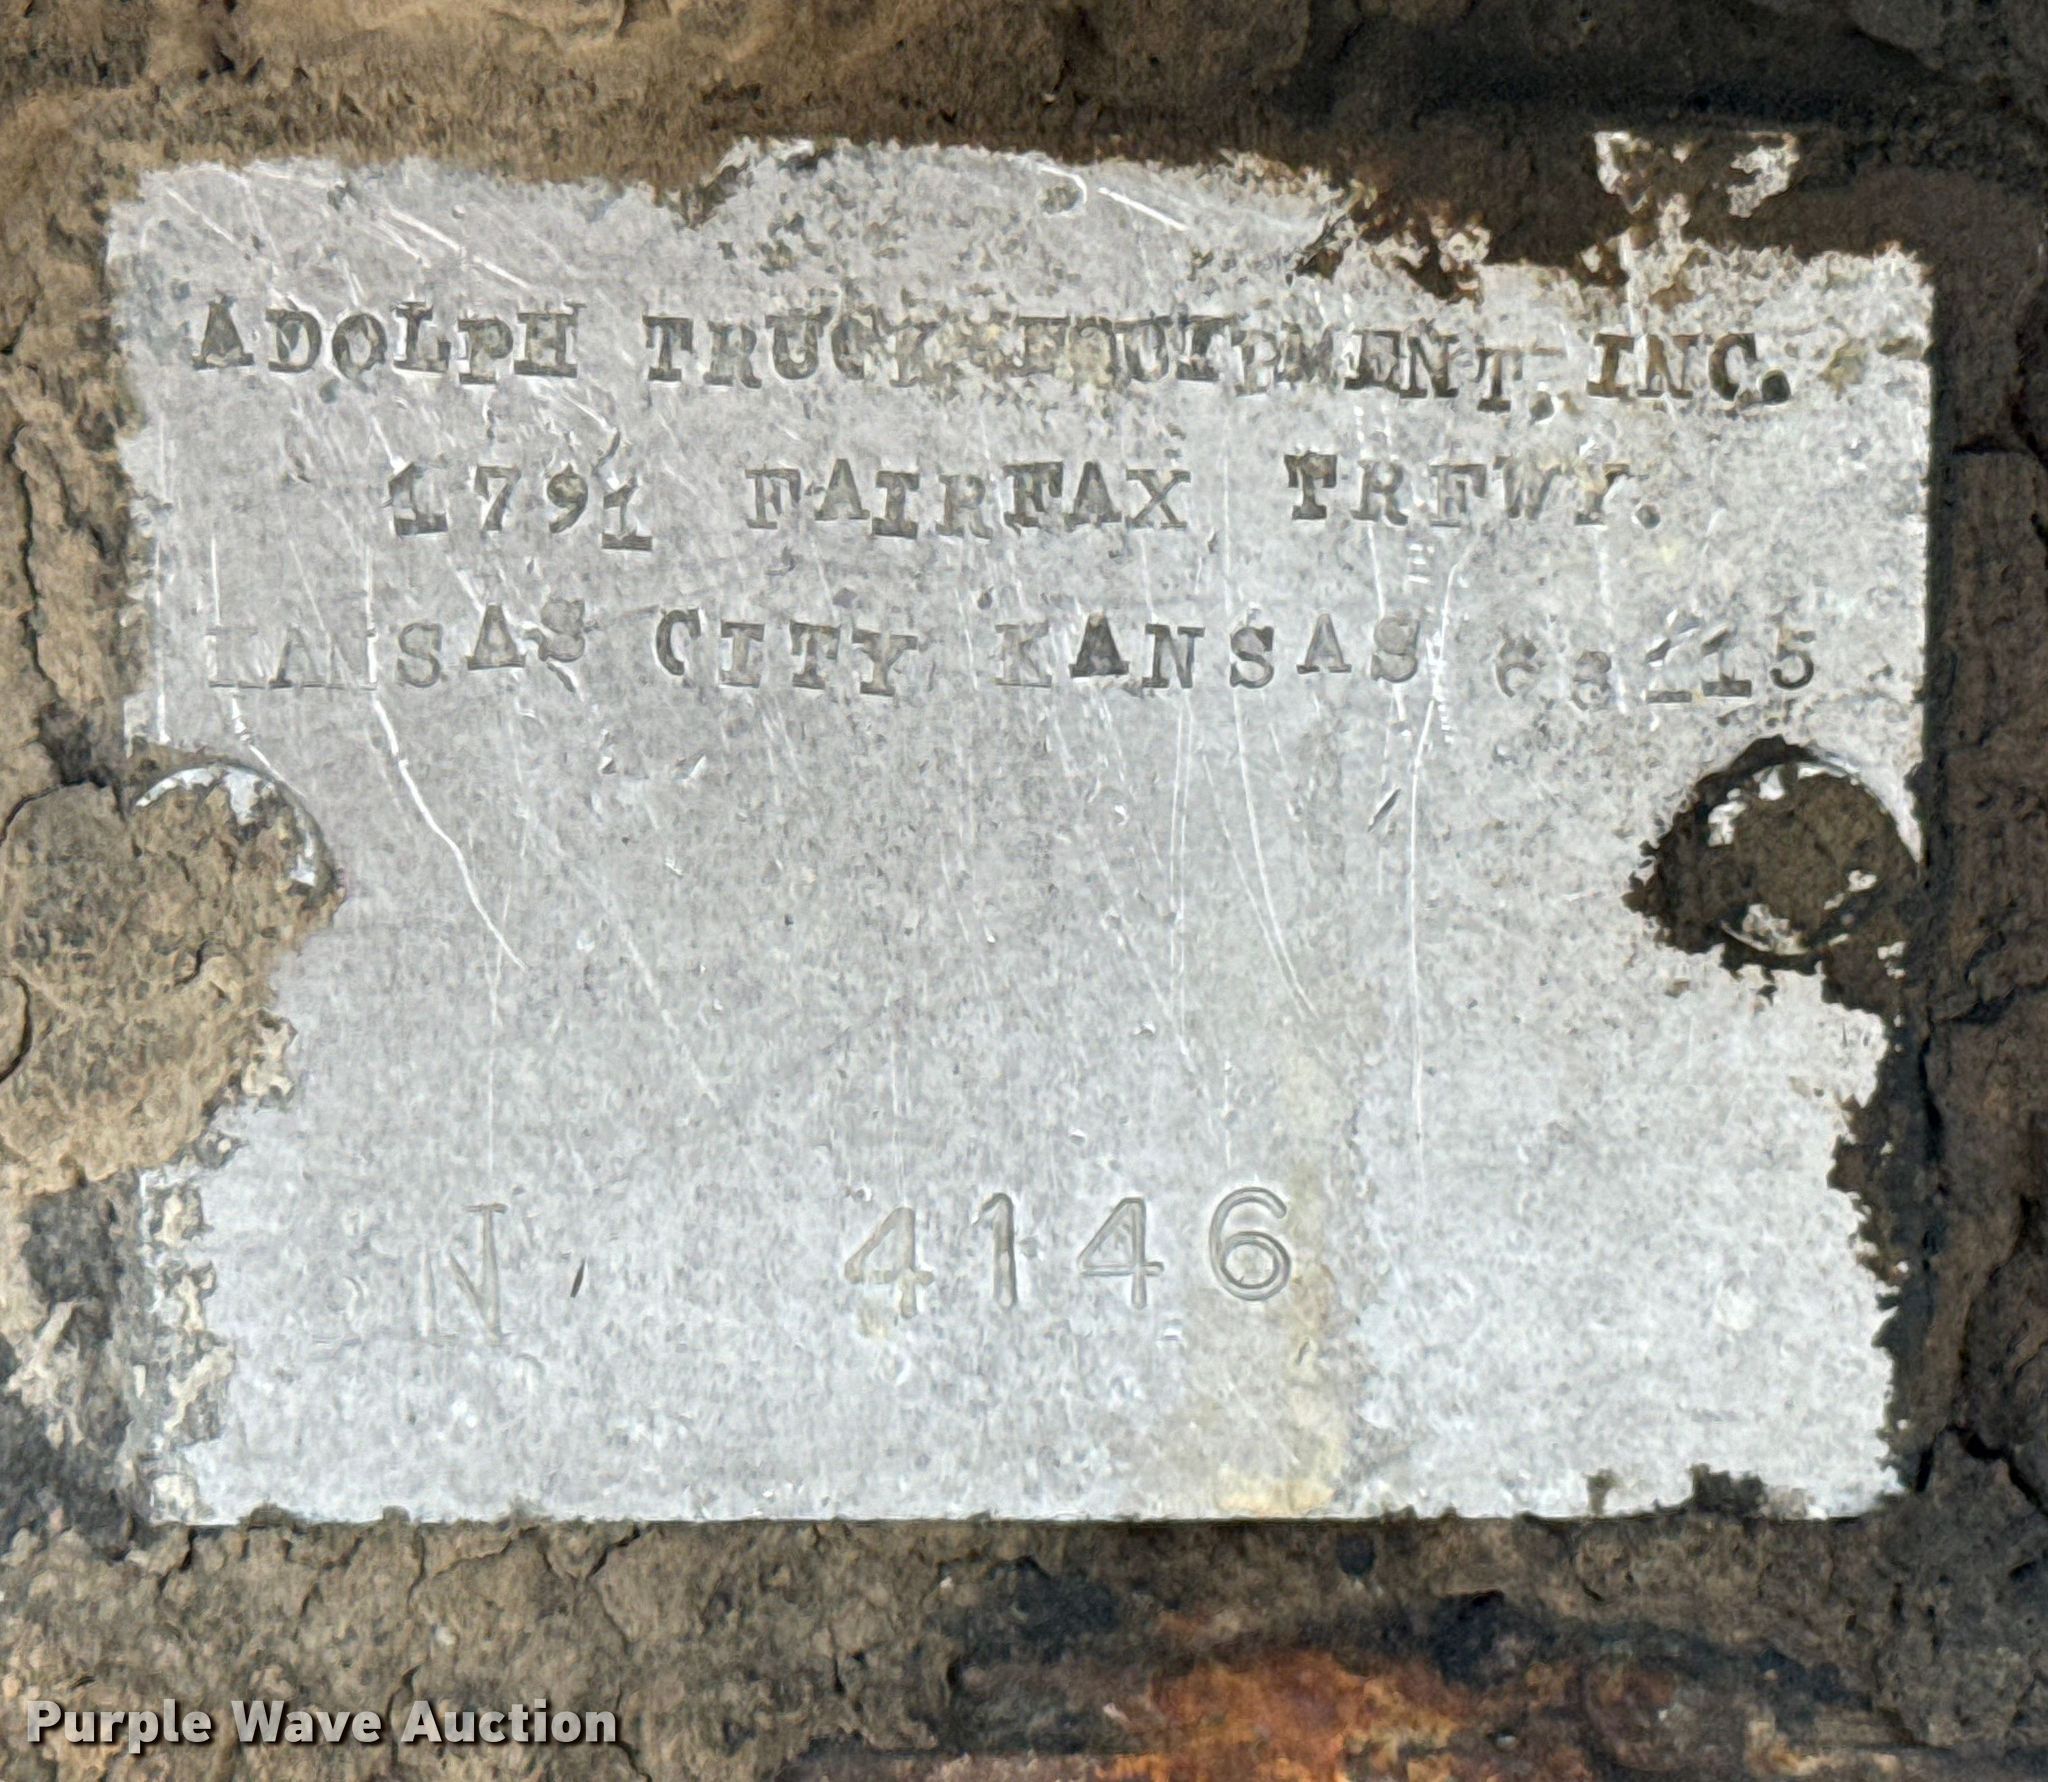 ADOLPH TRUCK EQUIPMENT, INC.
1791 FAIRFAX TRFWY.
KANSAS CITY KANSAS 66115
N 4146
Purple Wave Auction